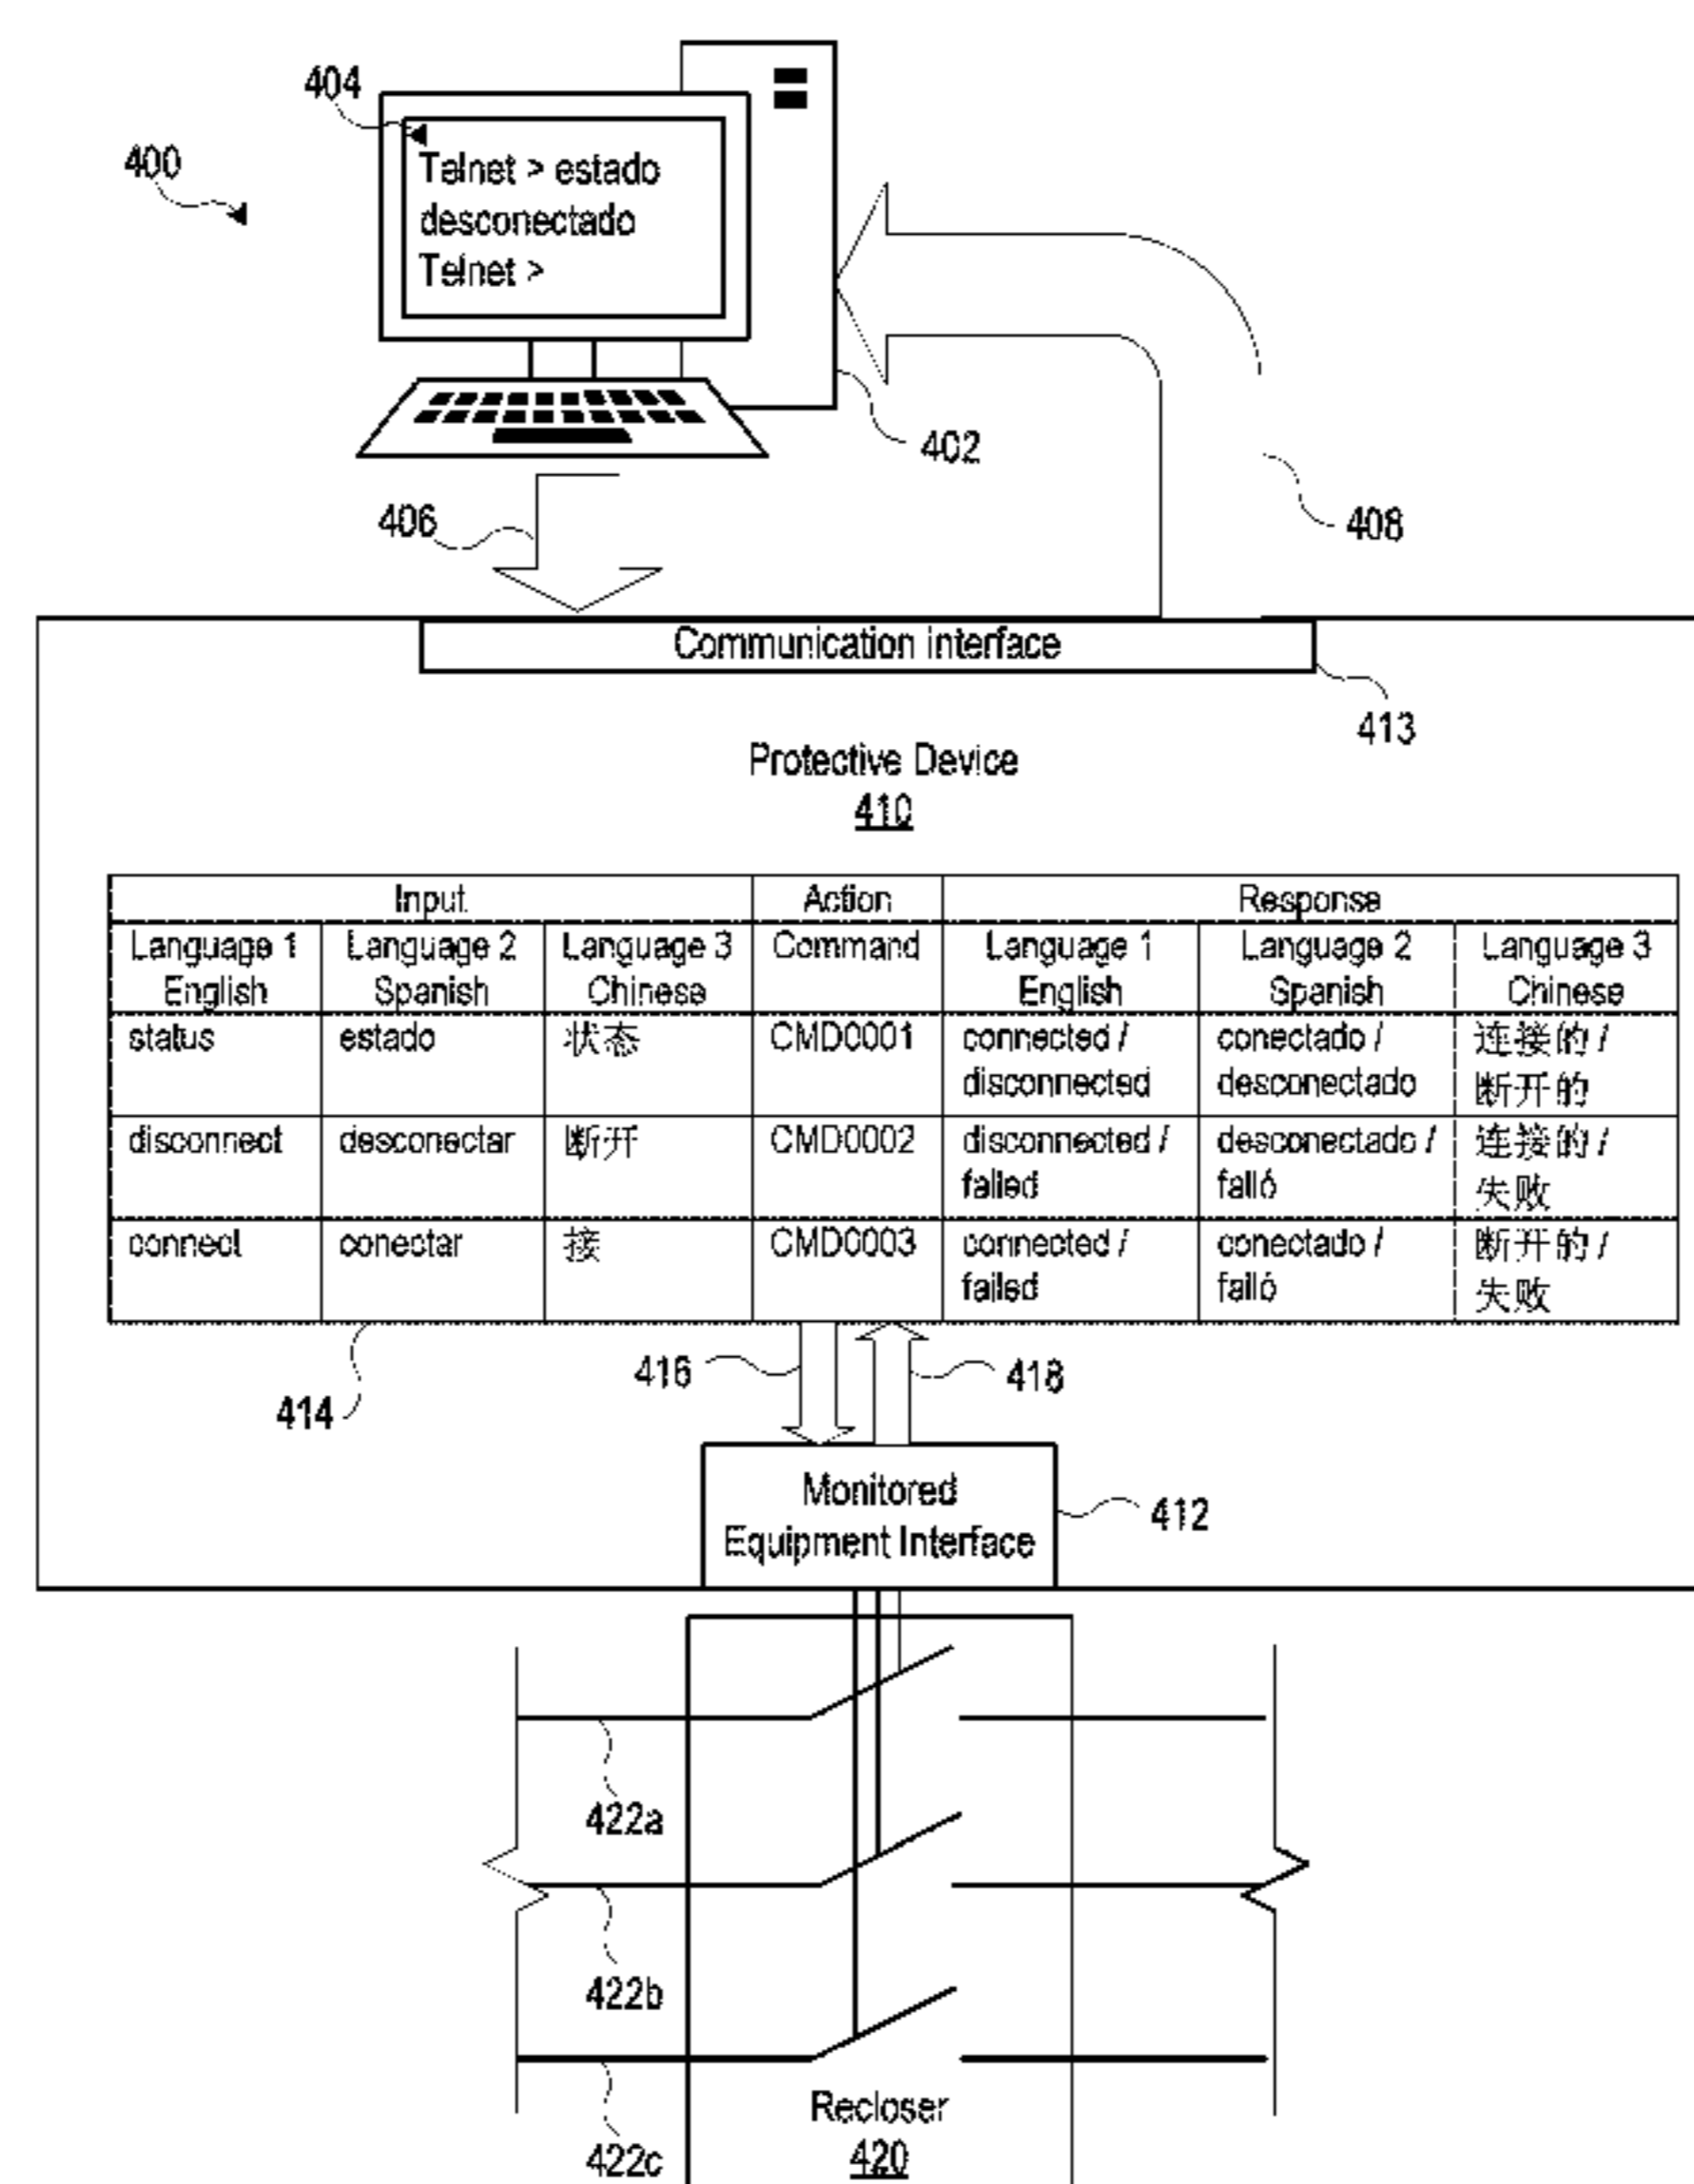 404
400
Telnet > estado
desconectado
Telnet >
402
406
408
Communication interface
413
Protective Device
410
Input Action Response
Language 1 English Language 2 Spanish Language 3 Chinese Command Language 1 English Language 2 Spanish Language 3 Chinese
status estado 状态 CMD0001 connected / disconnected conectado / desconectado 连接的 / 断开的
disconnect desconectar 断开 CMD0002 disconnected / failed desconectado / falló 连接的 / 失败
connect conectar 接 CMD0003 connected / failed conectado / falló 断开的 / 失败
416
418
414
Monitored
Equipment Interface
412
422a
422b
422c
Recloser
420